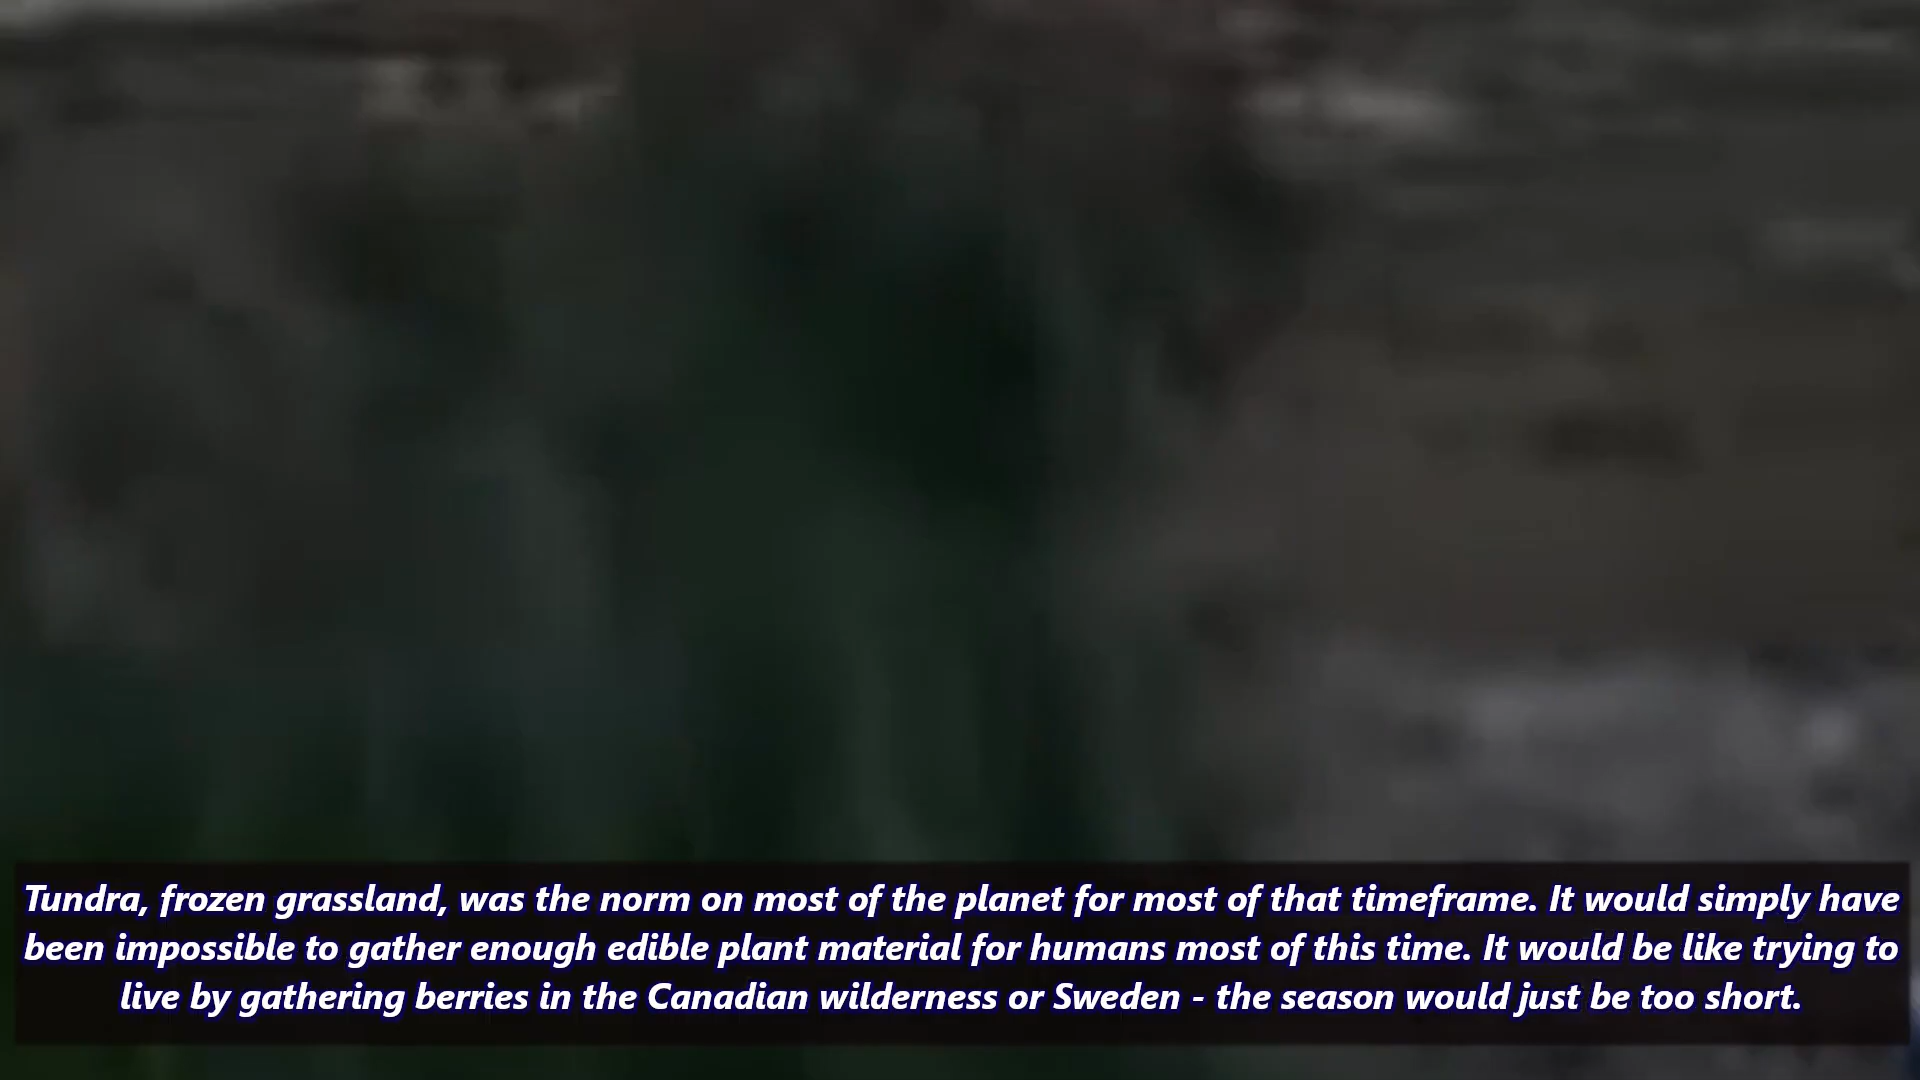 Tundra, frozen grassland, was the norm on most of the planet for most of that timeframe. It would simply have
been impossible to gather enough edible plant material for humans most of this time. It would be like trying to
live by gathering berries in the Canadian wilderness or Sweden - the season would just be too short.